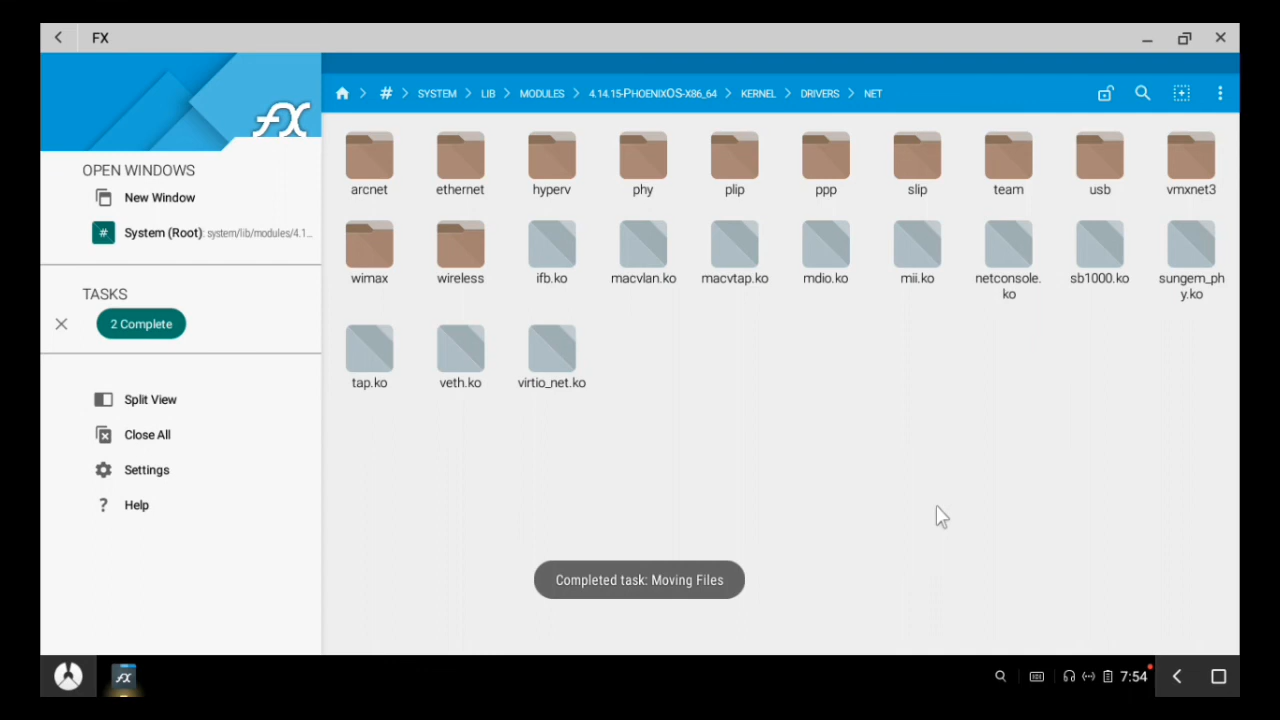 FX
FX
# > SYSTEM > LIB > MODULES > 4.14.15-PHOENIXOS-X86_64 > KERNEL > DRIVERS > NET
OPEN WINDOWS
New Window
# System (Root): system/lib/modules/4.1...
TASKS
2 Complete
Split View
Close All
Settings
? Help
arcnet ethernet hyperv phy plip ppp slip team usb vmxnet3
wimax wireless ifb.ko macvlan.ko macvtap.ko mdio.ko mii.ko netconsole.
ko sb1000.ko sungem_ph
y.ko
tap.ko veth.ko virtio_net.ko
Completed task: Moving Files
FX
7:54